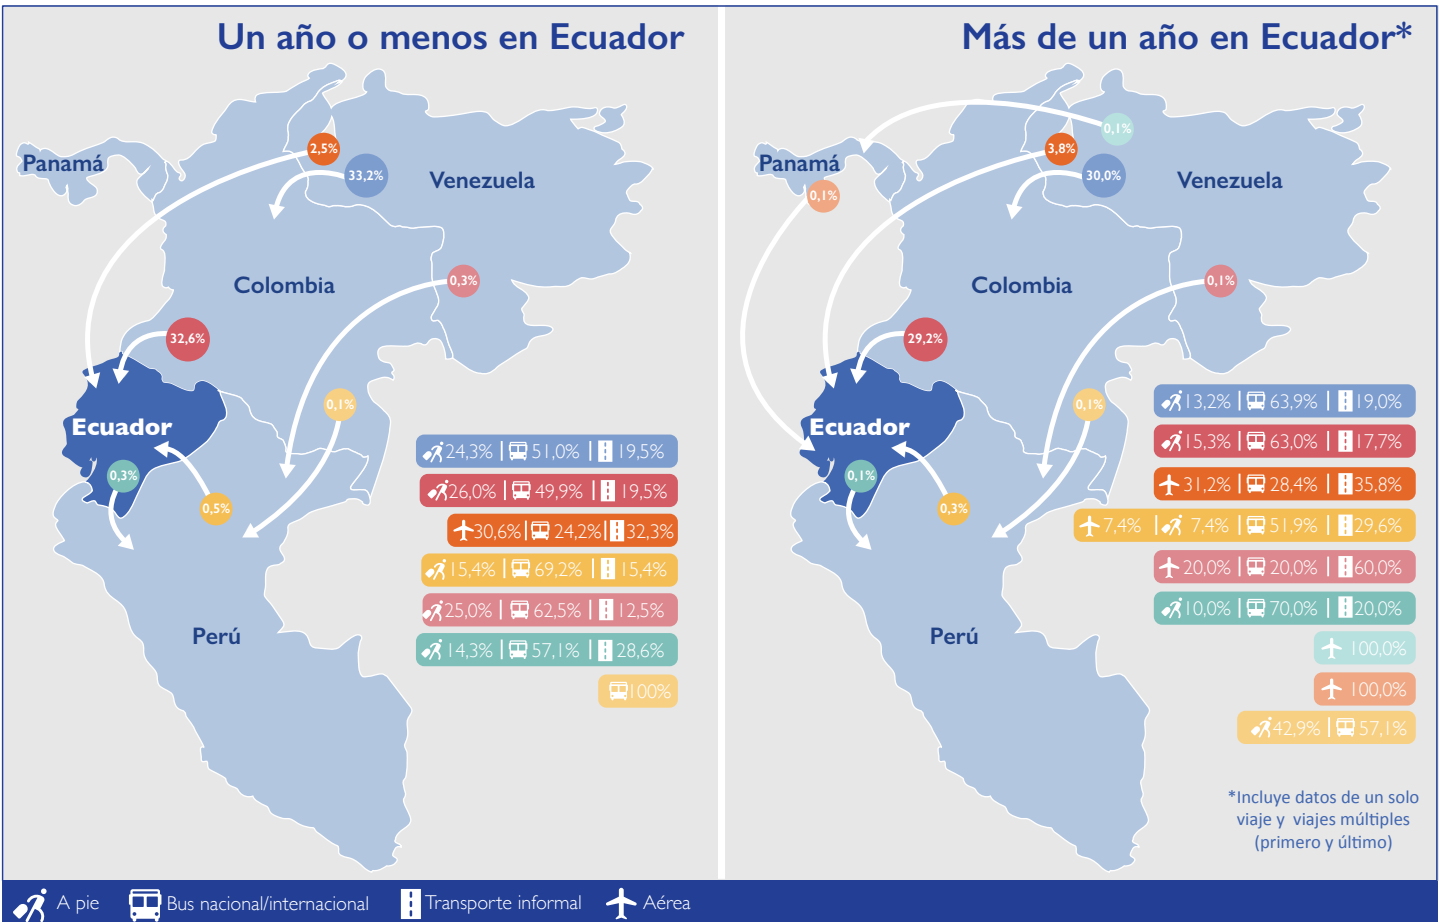 Un año o menos en Ecuador
2,5%
Panamá
33,2%
Venezuela
0,3%
Colombia
32,6%
0,1%
Ecuador
24,3% | 51,0% | 19,5%
0,3%
26,0% | 49,9% | 19,5%
0,5%
30,6% | 24,2% | 32,3%
15,4% | 69,2% | 15,4%
25,0% | 62,5% | 12,5%
Perú
14,3% | 57,1% | 28,6%
100%
Más de un año en Ecuador*
0,1%
3,8%
Panamá
30,0%
Venezuela
0,1%
0,1%
Colombia
29,2%
0,1%
13,2% | 63,9% | 19,0%
Ecuador
15,3% | 63,0% | 17,7%
0,1%
31,2% | 28,4% | 35,8%
0,3%
7,4% | 7,4% | 51,9% | 29,6%
20,0% | 20,0% | 60,0%
10,0% | 70,0% | 20,0%
Perú
100,0%
100,0%
42,9% | 57,1%
*Incluye datos de un solo
viaje y viajes múltiples
(primero y último)
A pie
Bus nacional/internacional
Transporte informal
Aérea